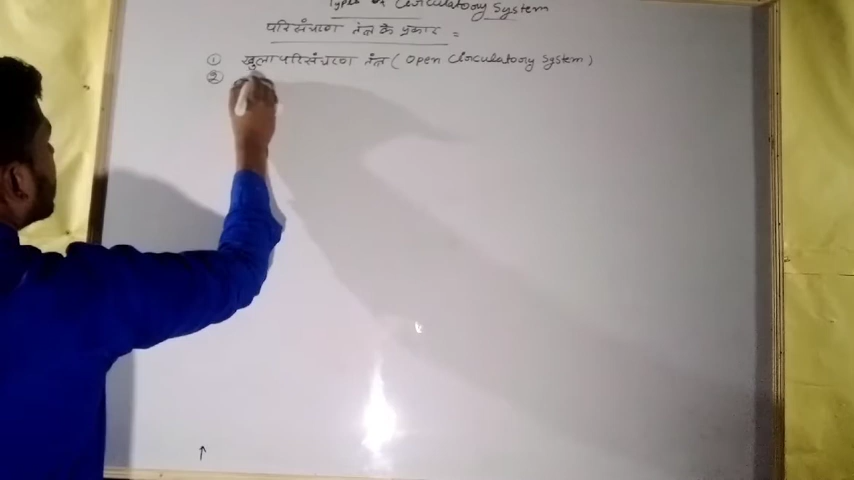 Types of Circulatory System
परिसंचरण तंत्र के प्रकार =
① खुला परिसंचरण तंत्र ( Open Circulatory System )
②